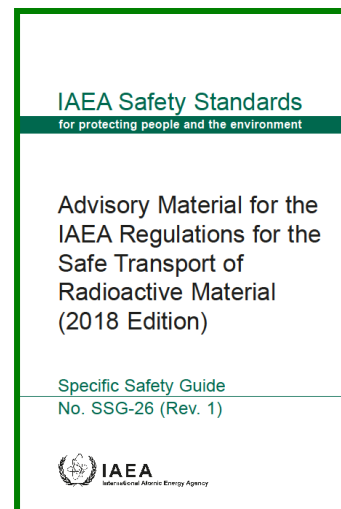 IAEA Safety Standards
for protecting people and the environment
Advisory Material for the
IAEA Regulations for the
Safe Transport of
Radioactive Material
(2018 Edition)
Specific Safety Guide
No. SSG-26 (Rev. 1)
IAEA
International Atomic Energy Agency